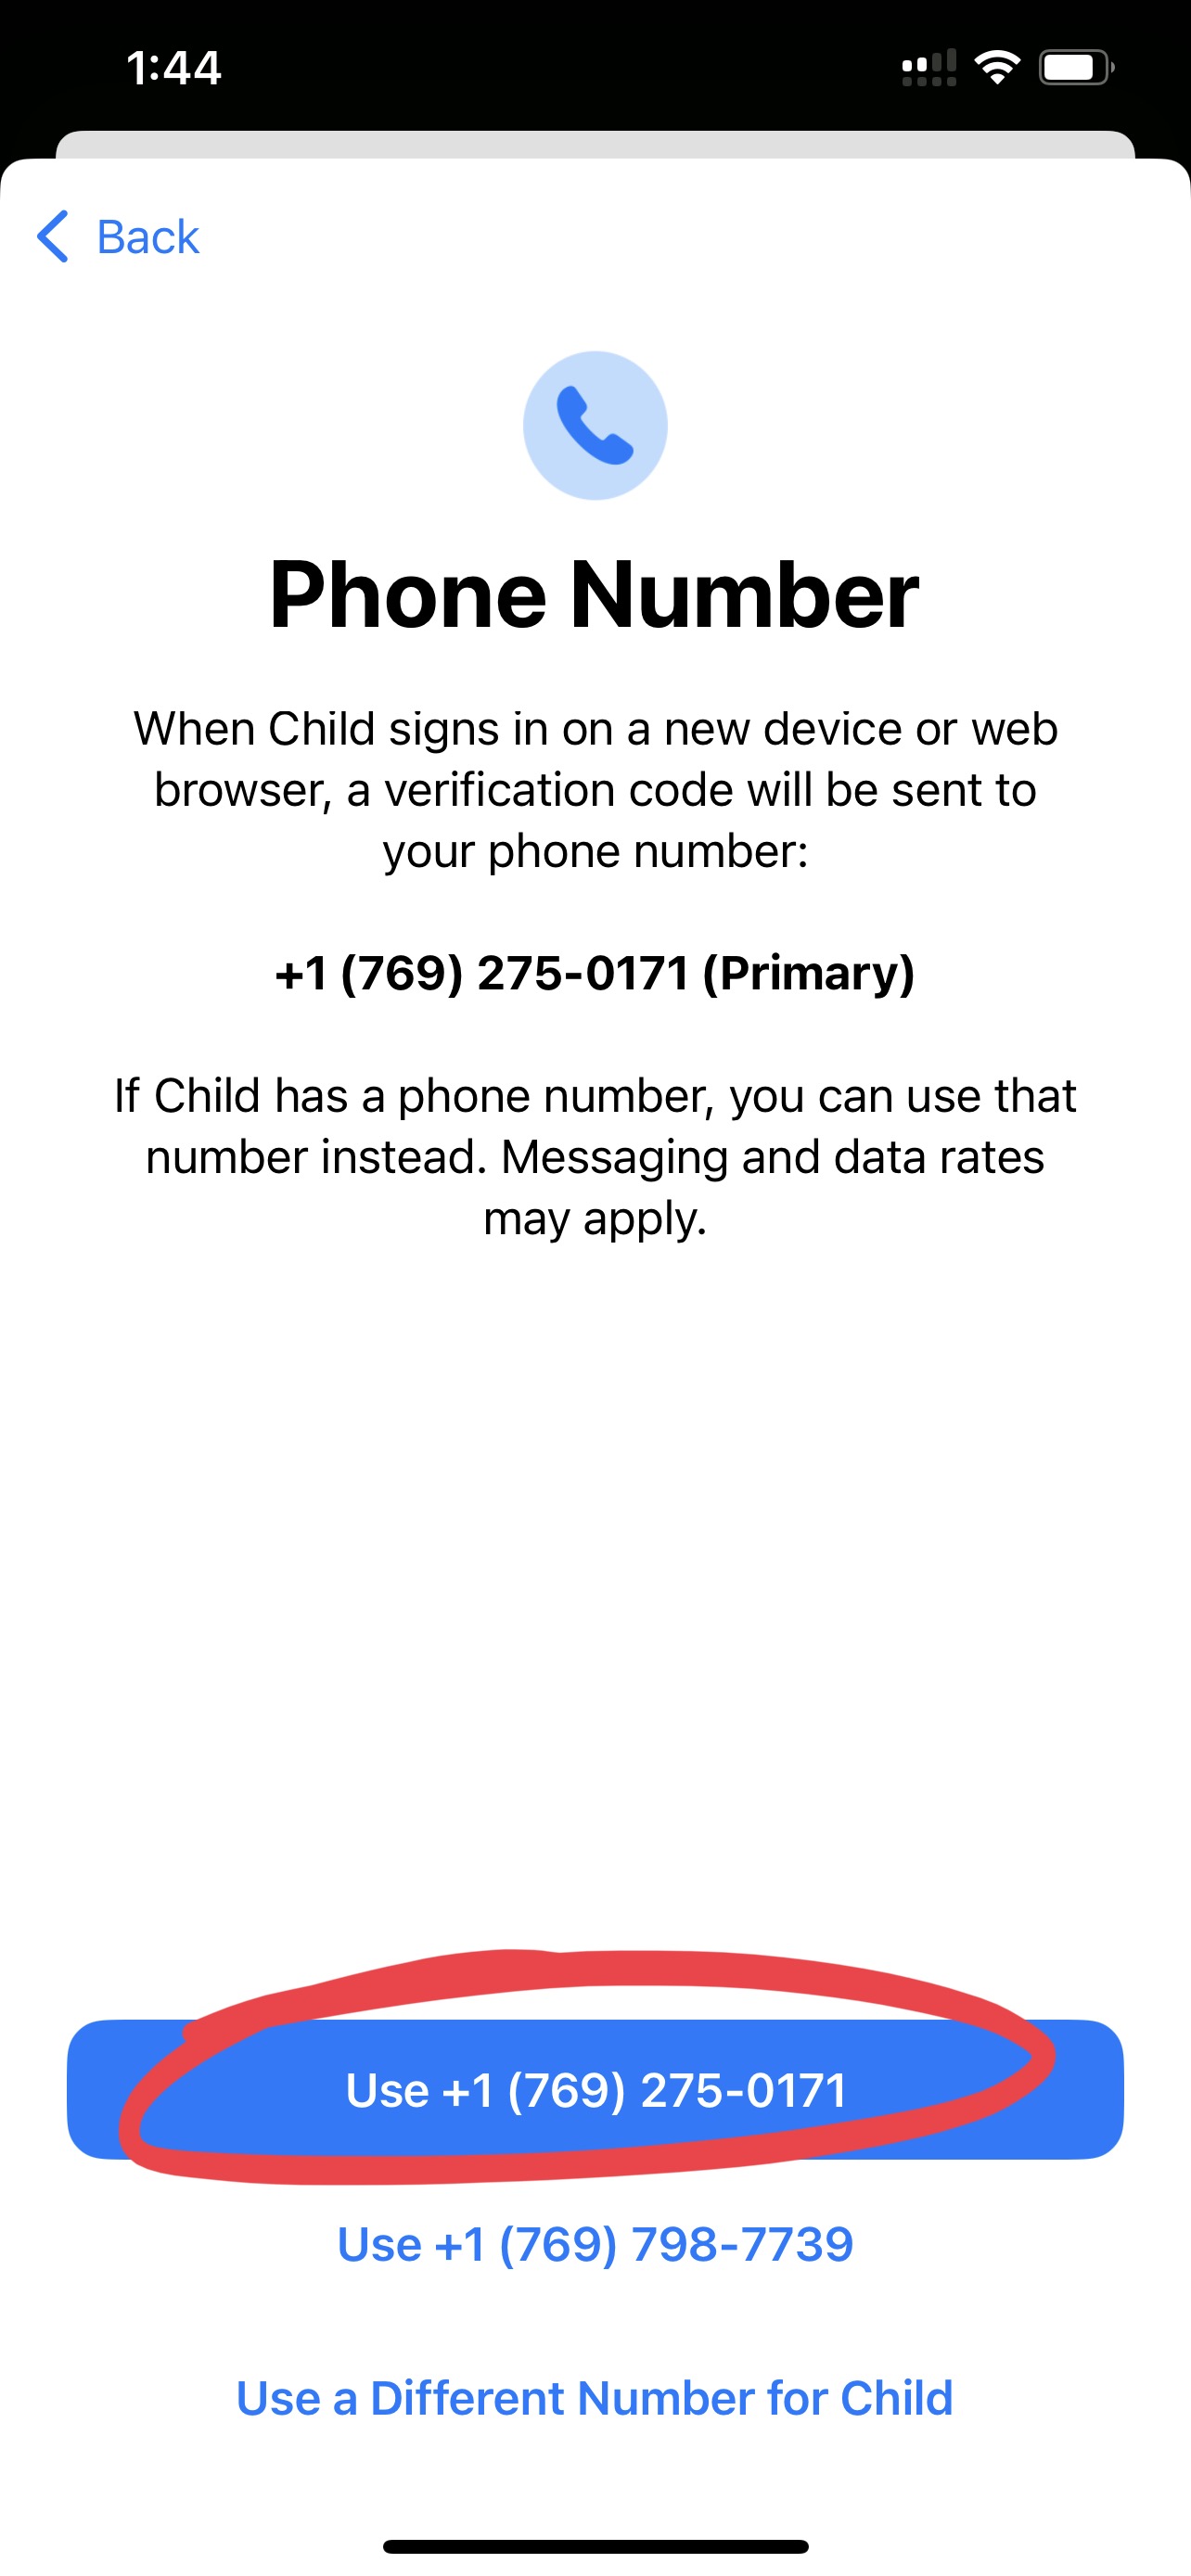 1:44
Back
Phone Number
When Child signs in on a new device or web
browser, a verification code will be sent to
your phone number:
+1 (769) 275-0171 (Primary)
If Child has a phone number, you can use that
number instead. Messaging and data rates
may apply.
Use +1 (769) 275-0171
Use +1 (769) 798-7739
Use a Different Number for Child